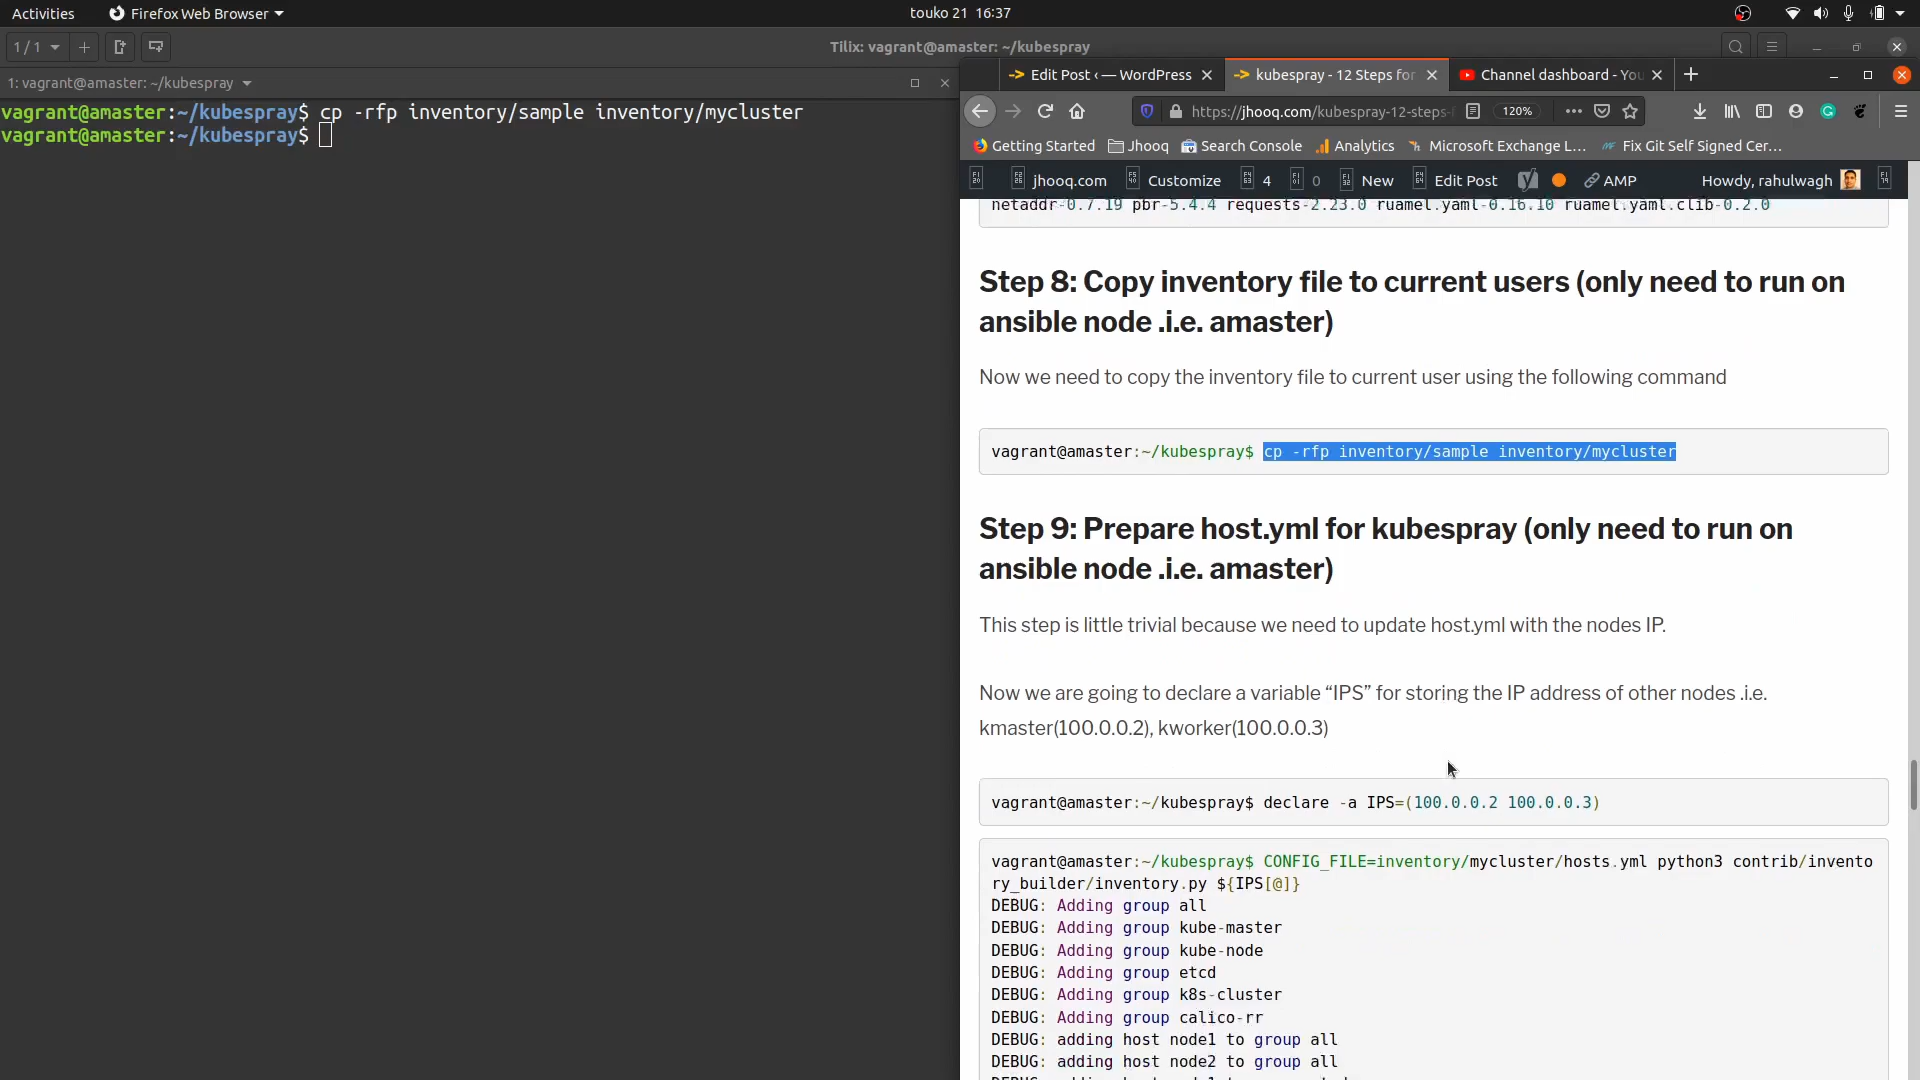 Activities
Firefox Web Browser
touko 21 16:37
1 / 1
Tilix: vagrant@amaster: ~/kubespray
1: vagrant@amaster: ~/kubespray
vagrant@amaster:~/kubespray$ cp -rfp inventory/sample inventory/mycluster
vagrant@amaster:~/kubespray$
Edit Post ‹ — WordPress
kubespray - 12 Steps for
Channel dashboard - You
https://jhooq.com/kubespray-12-steps-
120%
Getting Started
Jhooq
Search Console
Analytics
Microsoft Exchange L…
Fix Git Self Signed Cer…
jhooq.com
Customize
4
0
New
Edit Post
AMP
Howdy, rahulwagh
netaddr-0.7.19 pbr-5.4.4 requests-2.23.0 ruamel.yaml-0.16.10 ruamel.yaml.clib-0.2.0
Step 8: Copy inventory file to current users (only need to run on
ansible node .i.e. amaster)
Now we need to copy the inventory file to current user using the following command
vagrant@amaster:~/kubespray$ cp -rfp inventory/sample inventory/mycluster
Step 9: Prepare host.yml for kubespray (only need to run on
ansible node .i.e. amaster)
This step is little trivial because we need to update host.yml with the nodes IP.
Now we are going to declare a variable “IPS” for storing the IP address of other nodes .i.e.
kmaster(100.0.0.2), kworker(100.0.0.3)
vagrant@amaster:~/kubespray$ declare -a IPS=(100.0.0.2 100.0.0.3)
vagrant@amaster:~/kubespray$ CONFIG_FILE=inventory/mycluster/hosts.yml python3 contrib/invento
ry_builder/inventory.py ${IPS[@]}
DEBUG: Adding group all
DEBUG: Adding group kube-master
DEBUG: Adding group kube-node
DEBUG: Adding group etcd
DEBUG: Adding group k8s-cluster
DEBUG: Adding group calico-rr
DEBUG: adding host node1 to group all
DEBUG: adding host node2 to group all